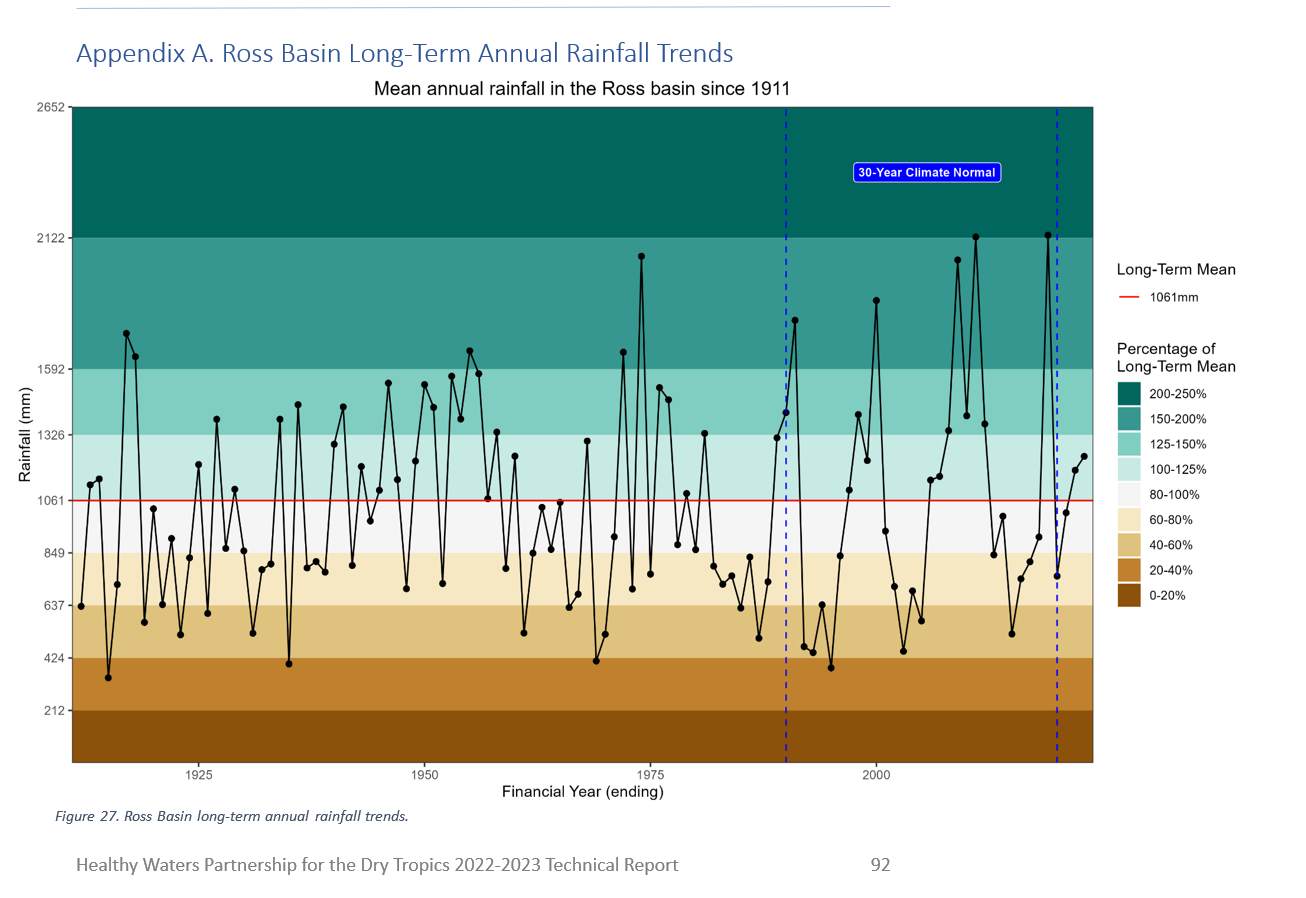 Appendix A. Ross Basin Long-Term Annual Rainfall Trends
Mean annual rainfall in the Ross basin since 1911
2652
2122
1592
1326
1061
849
637
424
212
Rainfall (mm)
30-Year Climate Normal
1925
1950
1975
2000
Financial Year (ending)
Long-Term Mean
1061mm
Percentage of
Long-Term Mean
200-250%
150-200%
125-150%
100-125%
80-100%
60-80%
40-60%
20-40%
0-20%
Figure 27. Ross Basin long-term annual rainfall trends.
Healthy Waters Partnership for the Dry Tropics 2022-2023 Technical Report 92